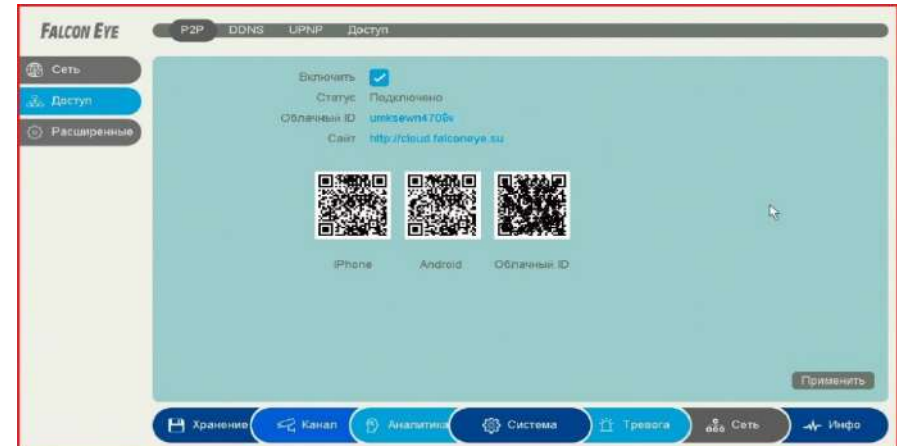 FALCON EYE
P2P DDNS UPNP Доступ
Сеть
Доступ
Расширенные
Включить
Статус Подключено
Облачный ID umksewn4709v
Сайт http://cloud.falconeye.su
iPhone Android Облачный ID
Применить
Хранение Канал Аналитика Система Тревога Сеть Инфо